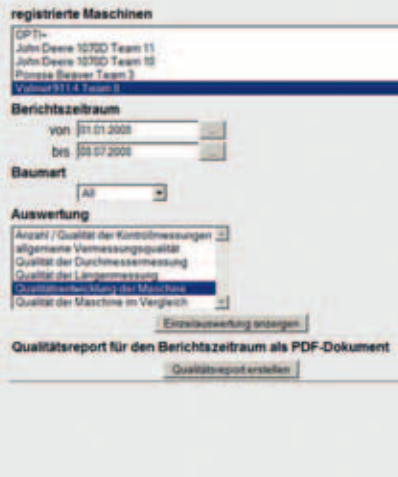 registrierte Maschinen
OPTI+
John Deere 1070D Team 11
John Deere 1070D Team 10
Ponsse Beaver Team 3
Valmet 911.4 Team 8
Berichtszeitraum
von 01.01.2008 ...
bis 08.07.2008 ...
Baumart
All
Auswertung
Anzahl / Qualität der Kontrollmessungen
allgemeine Vermessungsqualität
Qualität der Durchmessermessung
Qualität der Längenmessung
Qualitätsentwicklung der Maschine
Qualität der Maschine im Vergleich
Einzelauswertung anzeigen
Qualitätsreport für den Berichtszeitraum als PDF-Dokument
Qualitätsreport erstellen